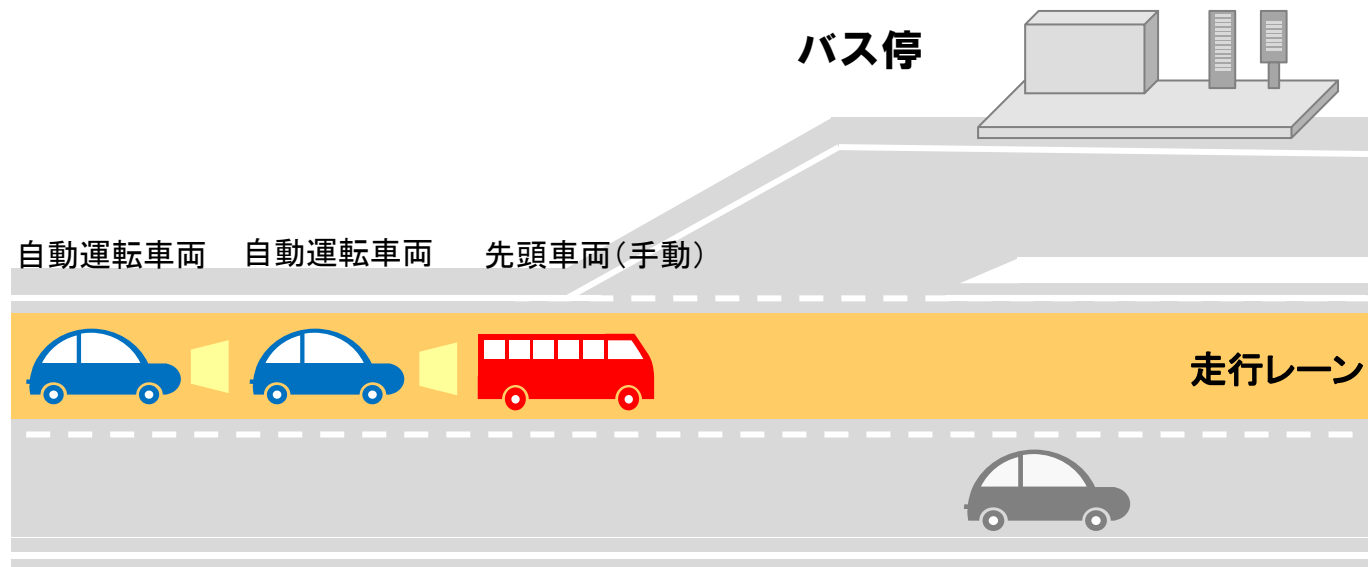 バス停
自動運転車両
自動運転車両
先頭車両(手動)
走行レーン